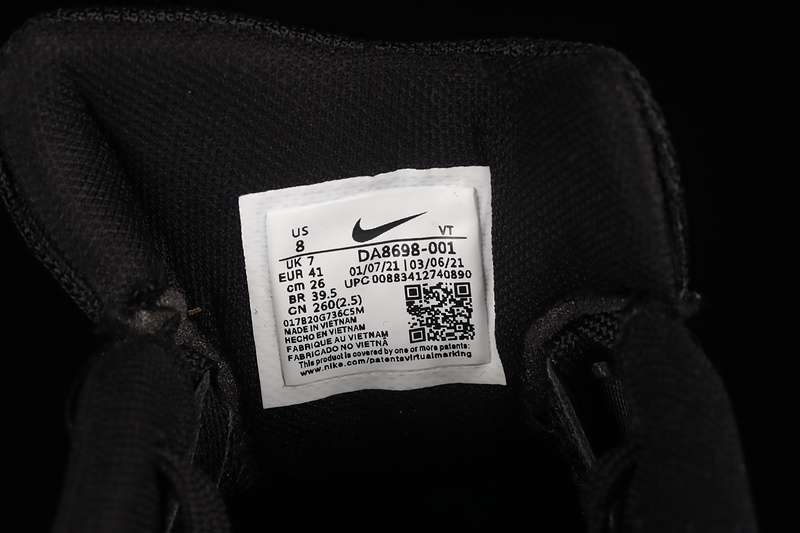 US
8
VT
UK 7
DA8698-001
EUR 41
01/07/21 | 03/06/21
cm 26
UPC 00883412740890
BR 39.5
CN 260(2.5)
017B20G736C5M
MADE IN VIETNAM
HECHO EN VIETNAM
FABRIQUE AU VIETNAM
FABRICADO NO VIETNÃ
This product is covered by one or more patents:
www.nike.com/patentsvirtualmarking